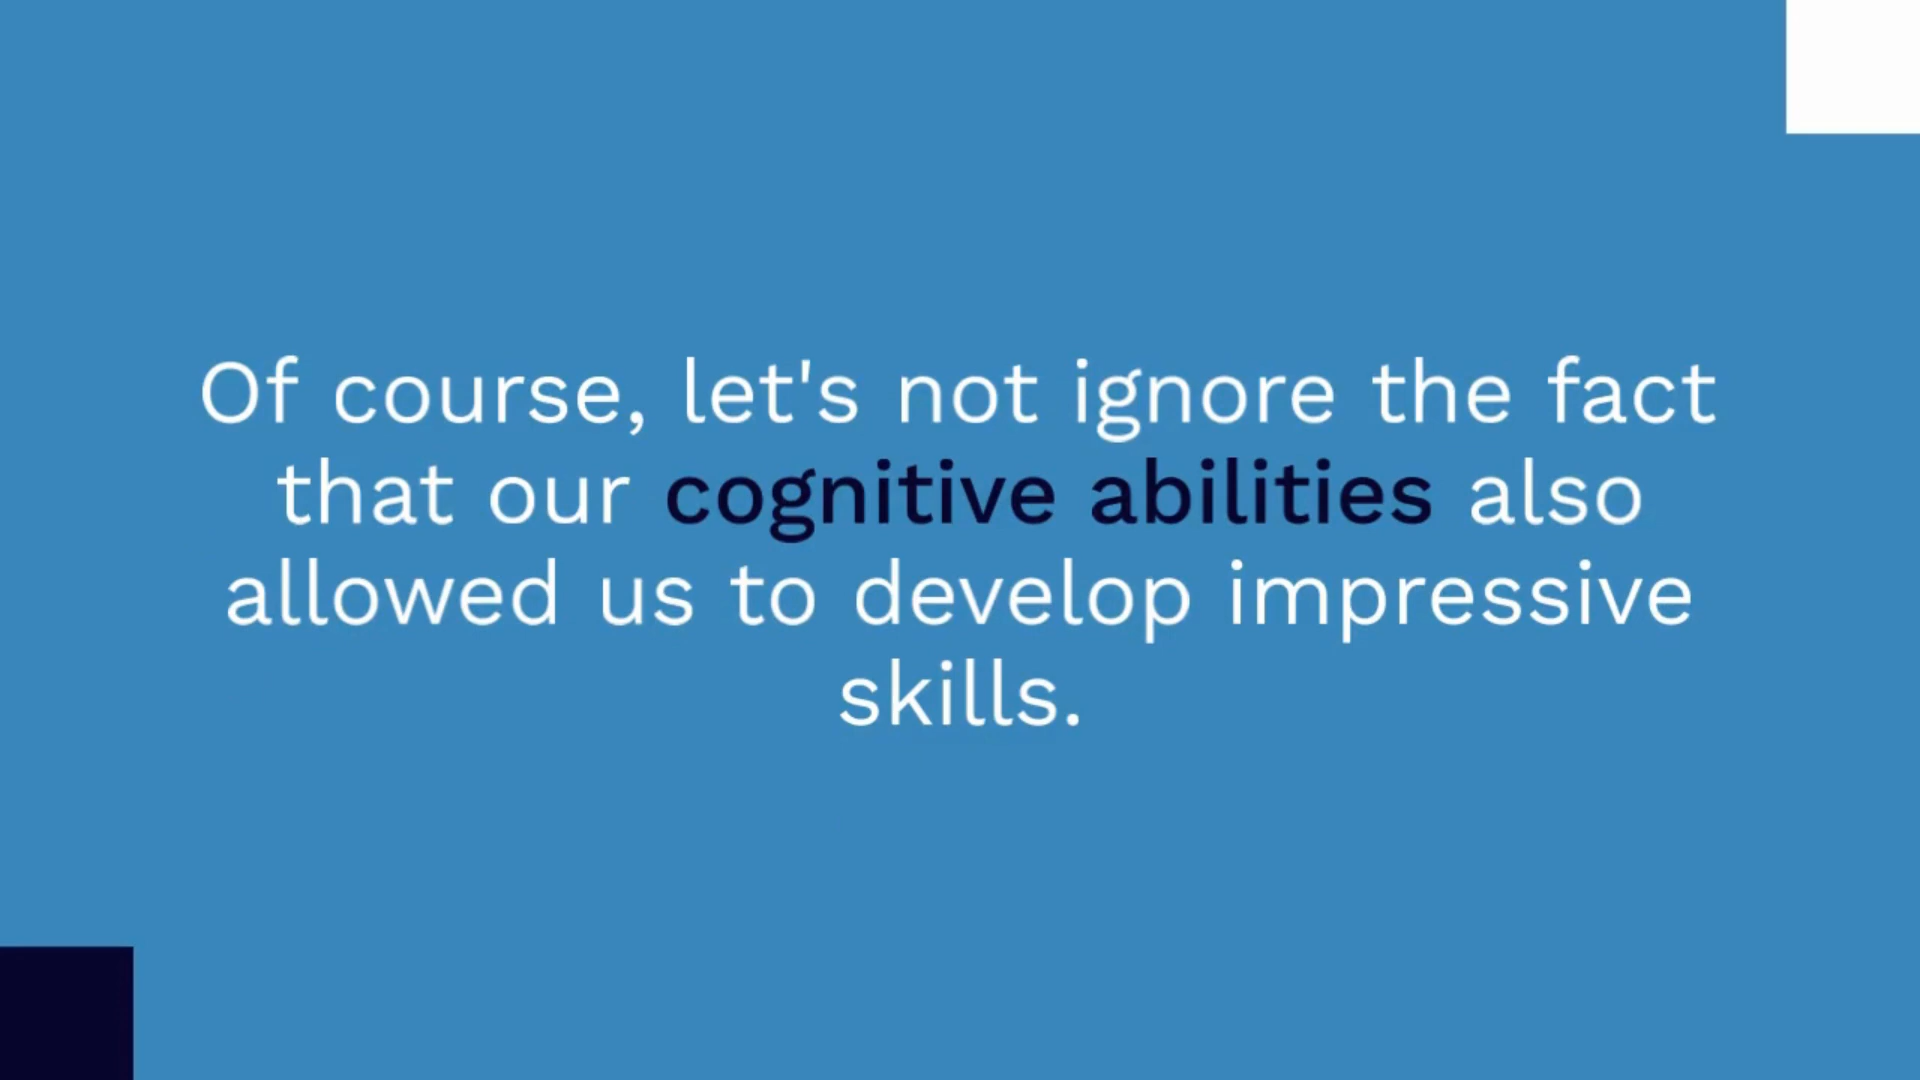 Of course, let's not ignore the fact
that our cognitive abilities also
allowed us to develop impressive
skills.